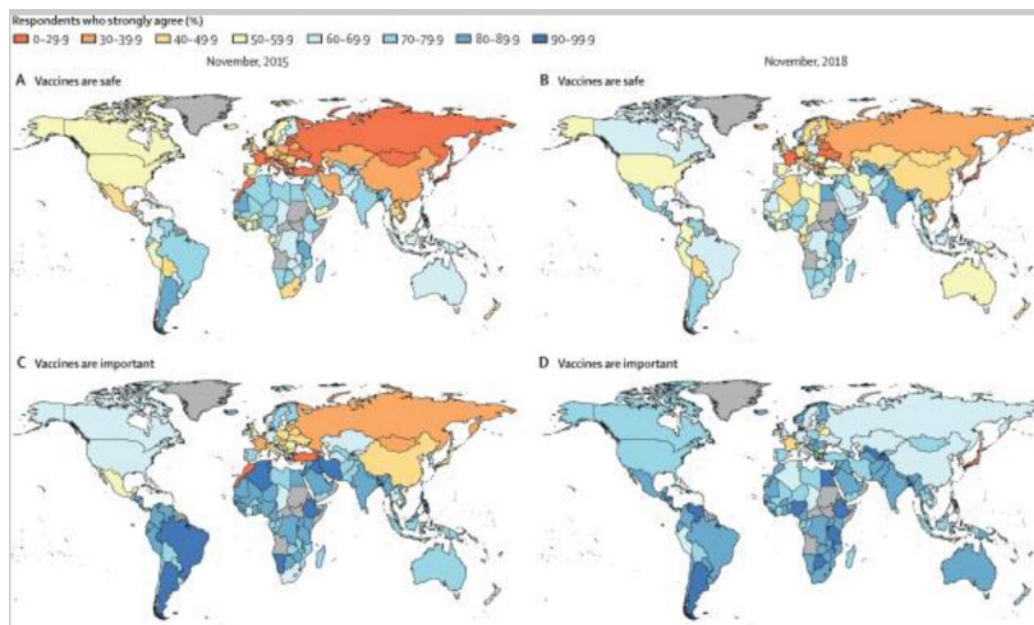 Respondents who strongly agree (%)
0–29·9 30–39·9 40–49·9 50–59·9 60–69·9 70–79·9 80–89·9 90–99·9
November, 2015 November, 2018
A Vaccines are safe B Vaccines are safe
C Vaccines are important D Vaccines are important